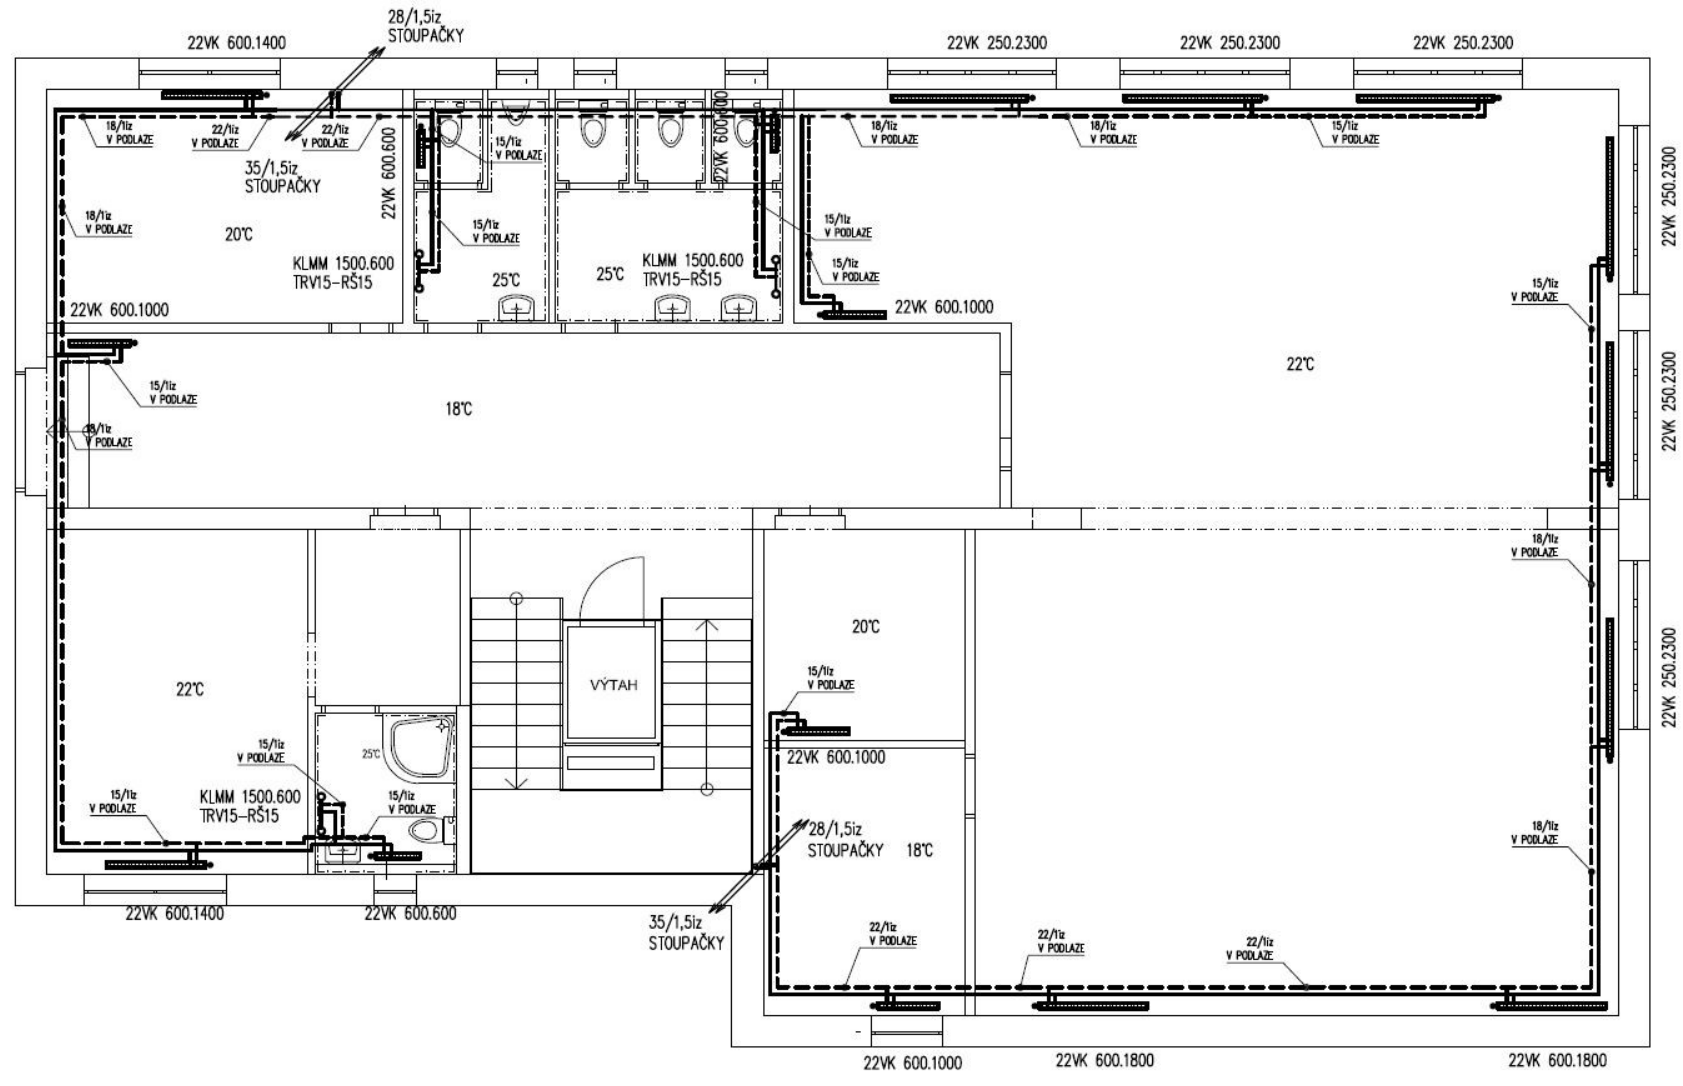 28/1,5iz
STOUPAČKY
22VK 600.1400
22VK 250.2300
22VK 250.2300
22VK 250.2300
18/1iz
V PODLAZE
22/1iz
V PODLAZE
22/1iz
V PODLAZE
35/1,5iz
STOUPAČKY
22VK 600.600
15/1iz
V PODLAZE
22VK 600.600
18/1iz
V PODLAZE
18/1iz
V PODLAZE
15/1iz
V PODLAZE
22VK 250.2300
18/1iz
V PODLAZE
20°C
15/1iz
V PODLAZE
15/1iz
V PODLAZE
KLMM 1500.600
TRV15-RŠ15
25°C
25°C
KLMM 1500.600
TRV15-RŠ15
15/1iz
V PODLAZE
15/1iz
V PODLAZE
22VK 600.1000
22VK 600.1000
22°C
22VK 250.2300
15/1iz
V PODLAZE
18°C
18/1iz
V PODLAZE
18/1iz
V PODLAZE
20°C
VÝTAH
22°C
15/1iz
V PODLAZE
22VK 250.2300
15/1iz
V PODLAZE
25°C
22VK 600.1000
15/1iz
V PODLAZE
KLMM 1500.600
TRV15-RŠ15
15/1iz
V PODLAZE
28/1,5iz
STOUPAČKY
18°C
18/1iz
V PODLAZE
22VK 600.1400
22VK 600.600
35/1,5iz
STOUPAČKY
22/1iz
V PODLAZE
22/1iz
V PODLAZE
22/1iz
V PODLAZE
22VK 600.1000
22VK 600.1800
22VK 600.1800